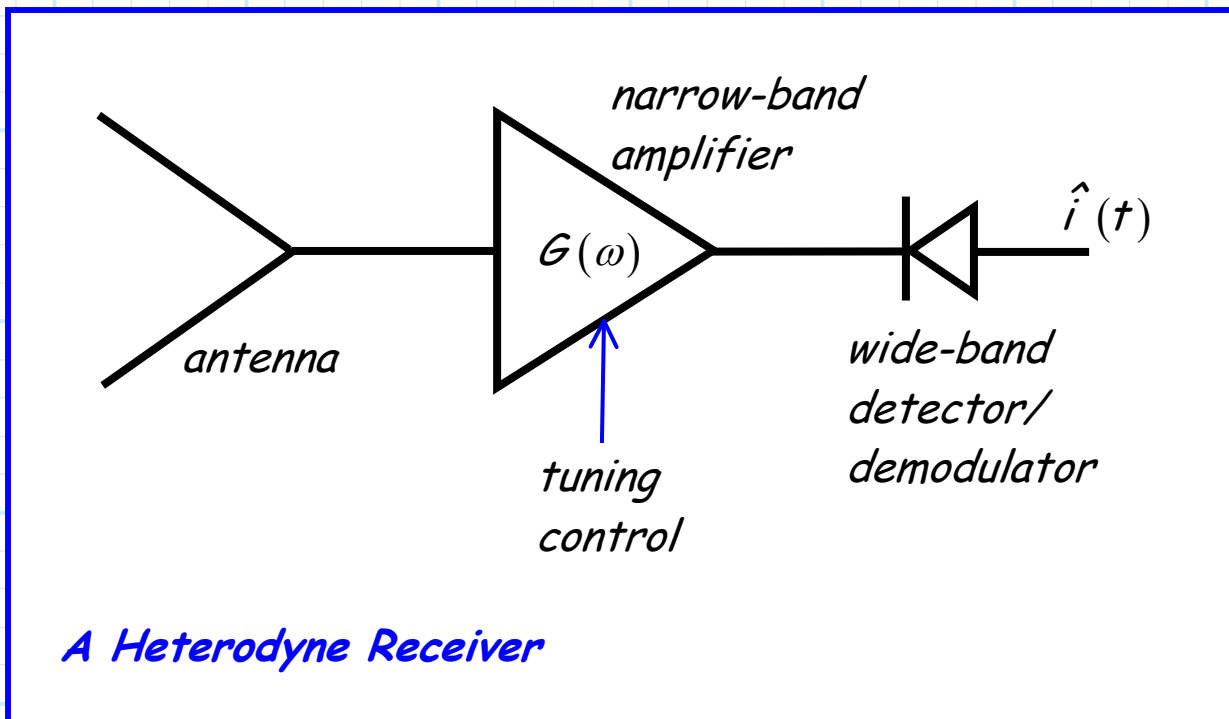 narrow-band
amplifier
î (t)
G(ω)
antenna
wide-band
detector/
demodulator
tuning
control
A Heterodyne Receiver